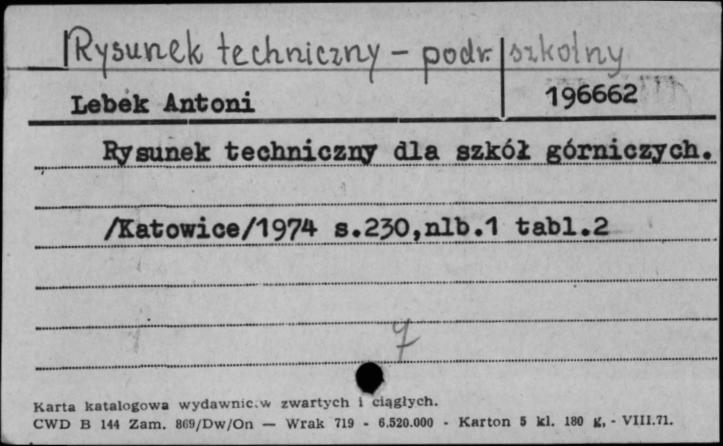 Rysunek techniczny - podr. szkolny
Lebek Antoni 196662
Rysunek techniczny dla szkół górniczych.
/Katowice/1974 s.230,nlb.1 tabl.2
7
Karta katalogowa wydawnic.w zwartych i ciągłych.
CWD B 144 Zam. 869/Dw/On — Wrak 719 - 6.520.000 - Karton 5 kl. 180 g, - VIII.71.